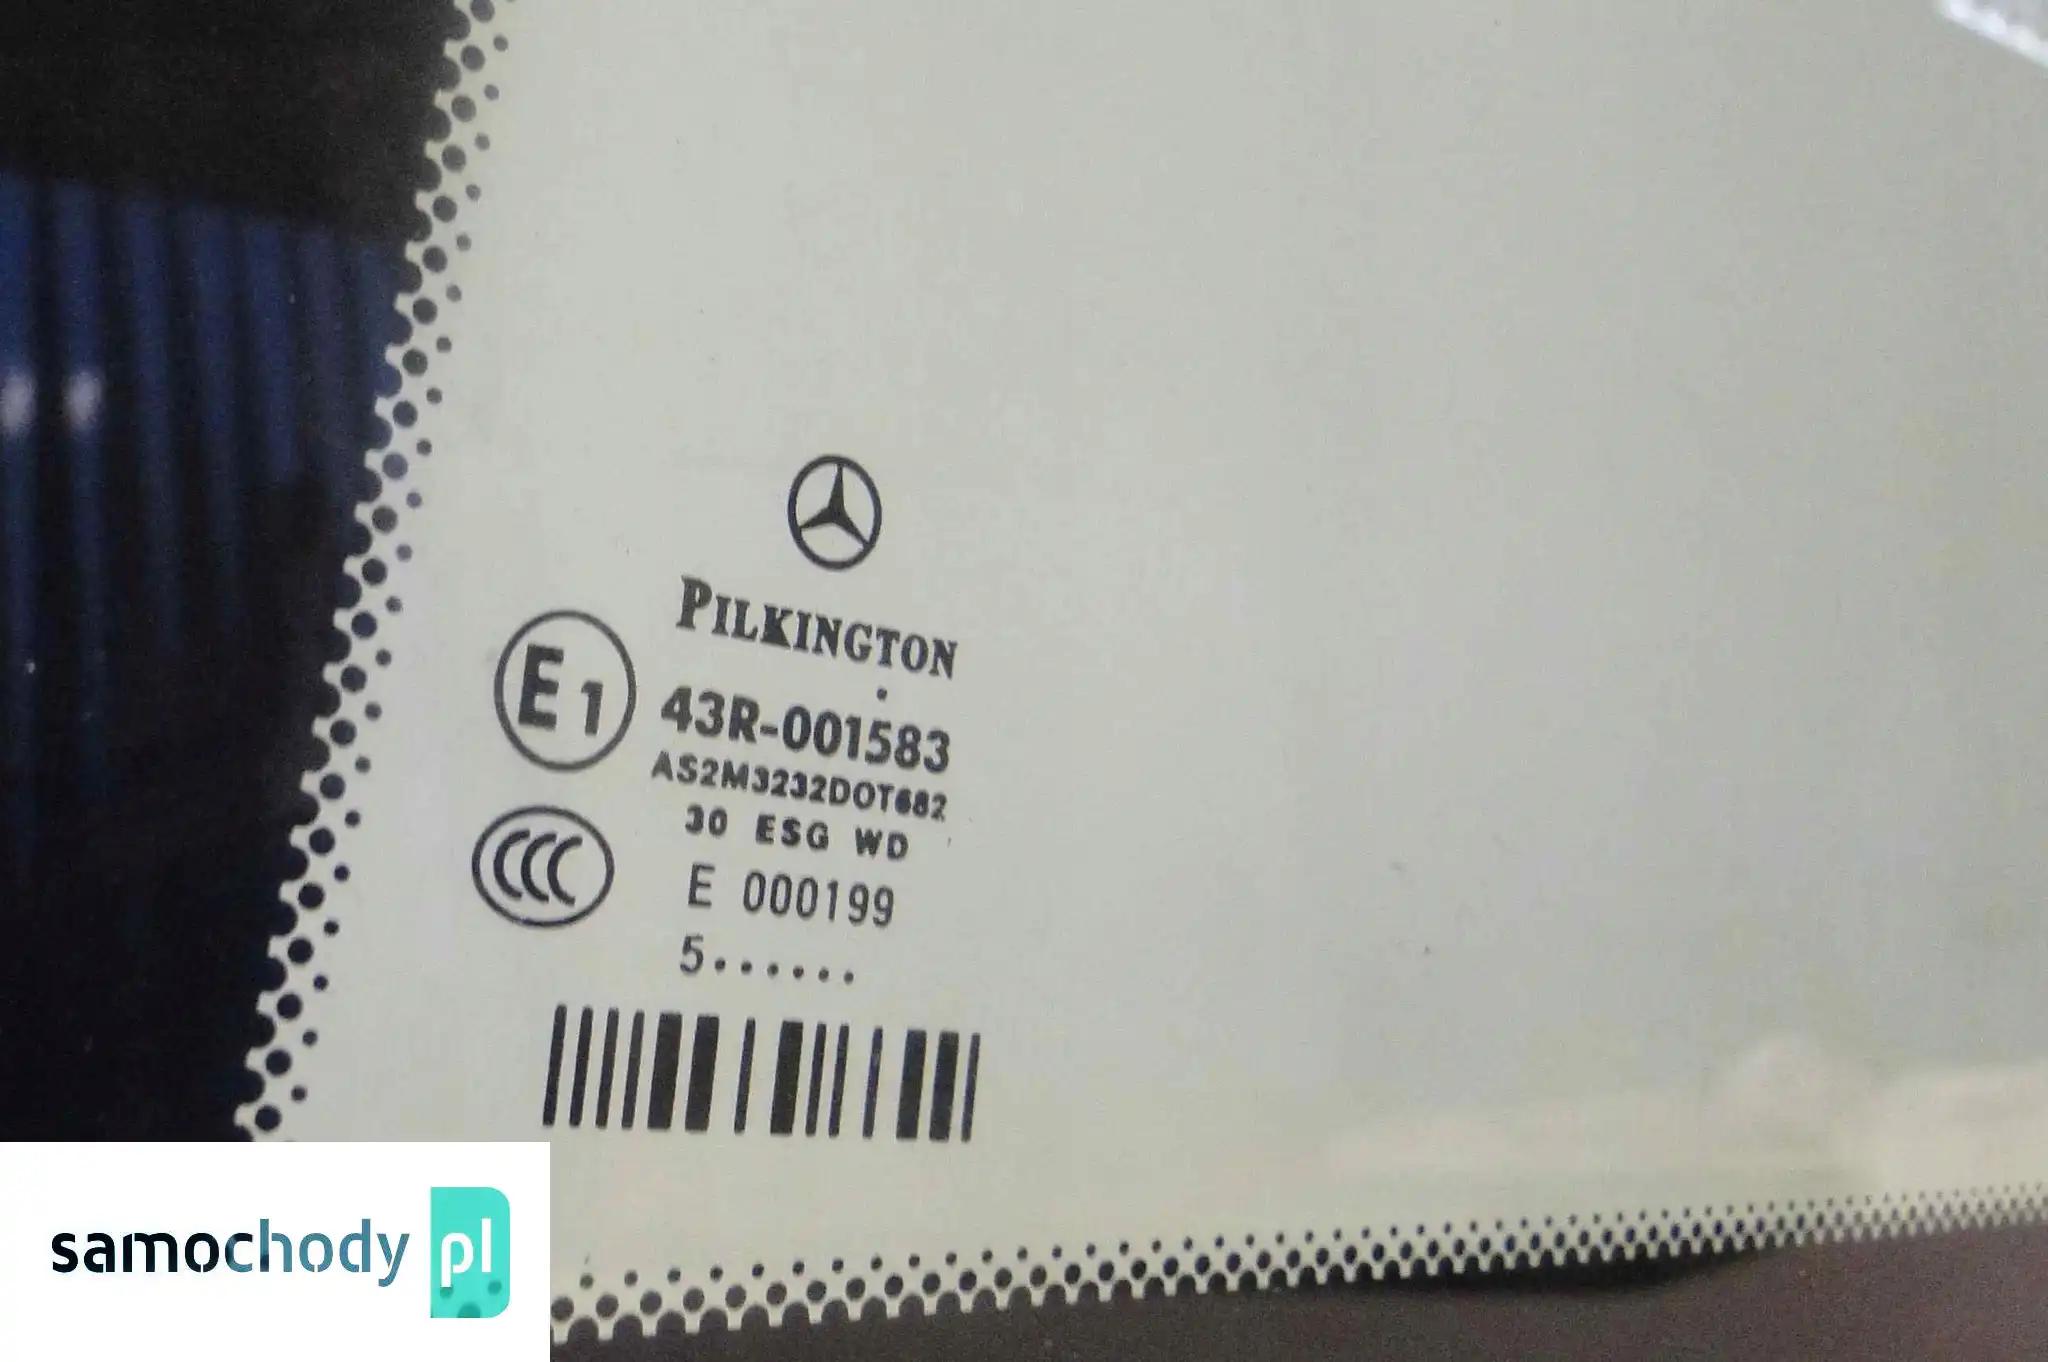 PILKINGTON
E1
43R-001583
AS2M3232DOT682
30 ESG WD
CCC
E 000199
5......
samochody pl